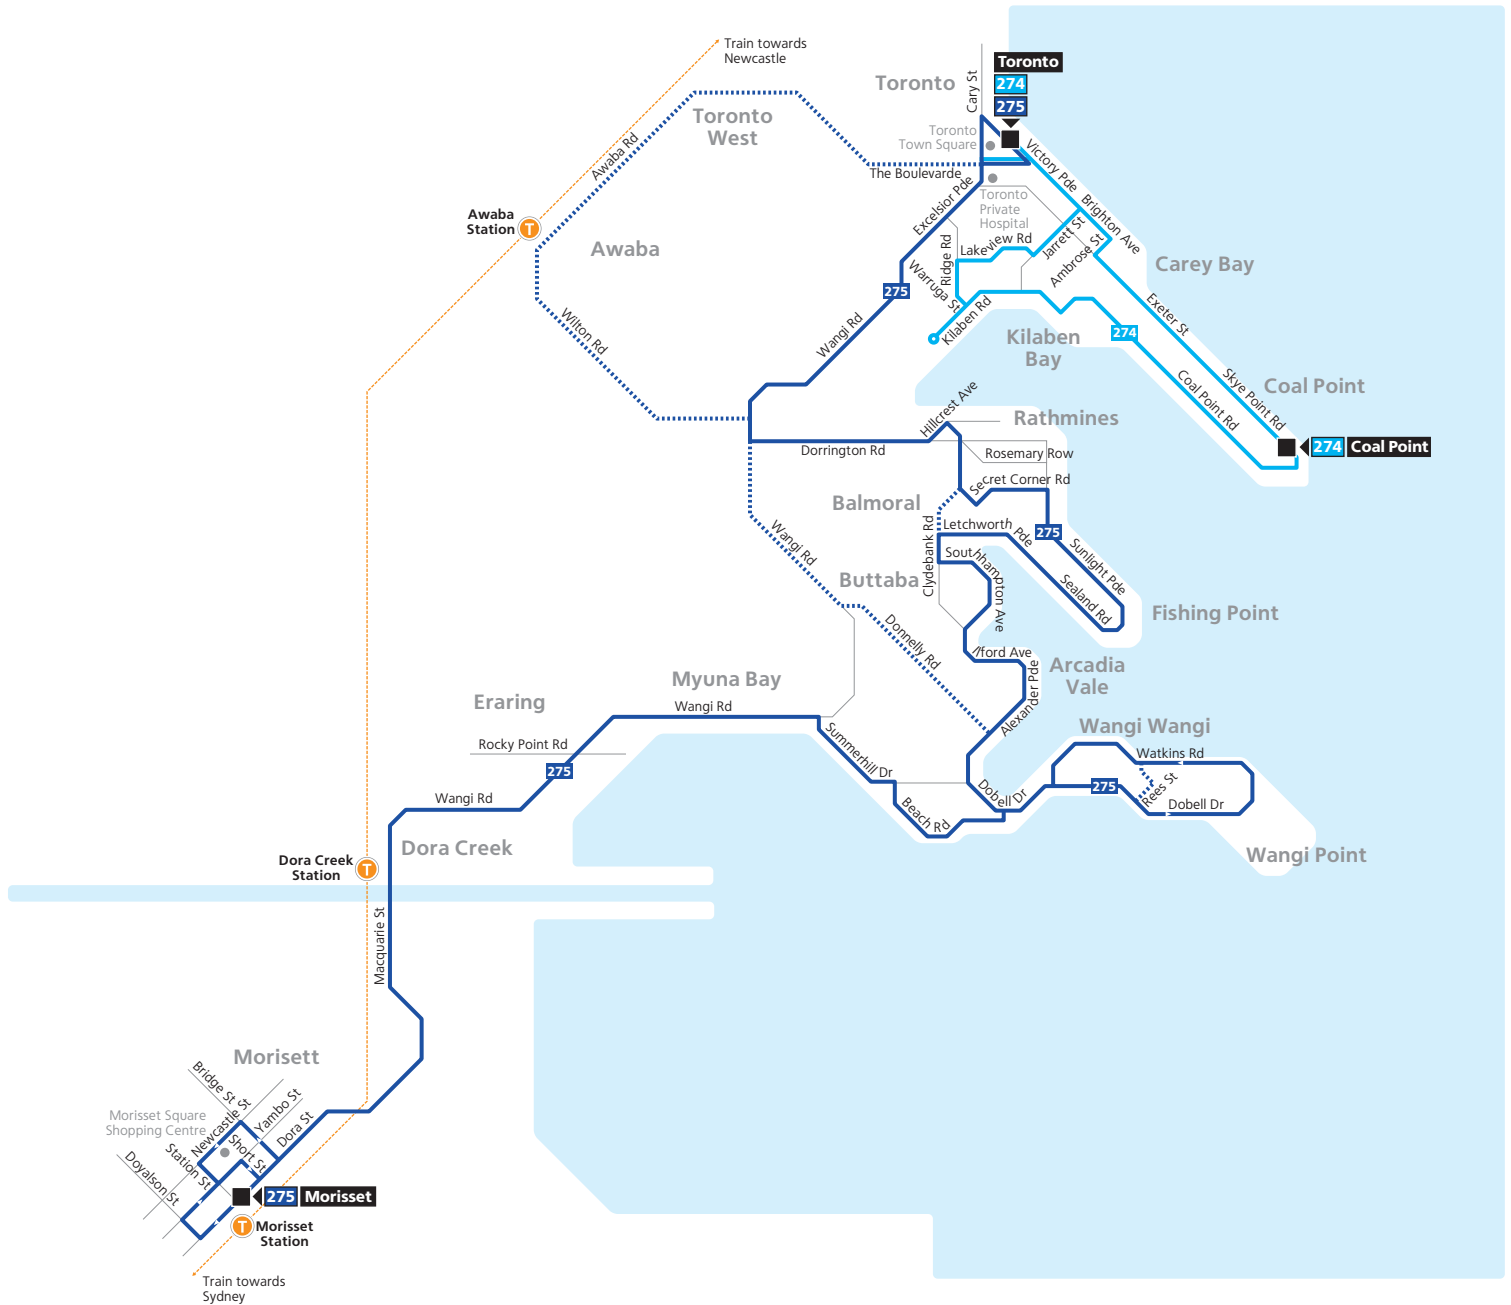 Train towards
Newcastle
Toronto
Cary St
Toronto
274
275
Toronto
West
Awaba Rd
Toronto
Town Square
Victory Pde
The Boulevarde
Toronto
Private
Hospital
Excelsior Pde
Brighton Ave
Awaba
Station
T
Awaba
Lakeview Rd
Jarrett St
Ridge Rd
Ambrose St
Carey Bay
Warruga St
275
Kilaben Rd
Exeter St
Wilton Rd
Wangi Rd
Kilaben
Bay
274
Coal Point
Skye Point Rd
Coal Point Rd
Hillcrest Ave
Rathmines
274
Coal Point
Dorrington Rd
Rosemary Row
Secret Corner Rd
Balmoral
Clydebank Rd
Letchworth Pde
275
Wangi Rd
Sunlight Pde
Southhampton Ave
Buttaba
Sealand Rd
Fishing Point
Donnelly Rd
Ilford Ave
Arcadia
Vale
Alexander Pde
Myuna Bay
Eraring
Wangi Rd
Wangi Wangi
Rocky Point Rd
Summerhill Dr
Watkins Rd
275
Dobell Dr
275
Rees St
Wangi Rd
Beach Rd
Dobell Dr
Dora Creek
Wangi Point
Dora Creek
Station
T
Macquarie St
Morisett
Bridge St
Newcastle St
Yambo St
Morisset Square
Shopping Centre
Dora St
Short St
Station St
Doyalson St
275
Morisset
T
Morisset
Station
Train towards
Sydney